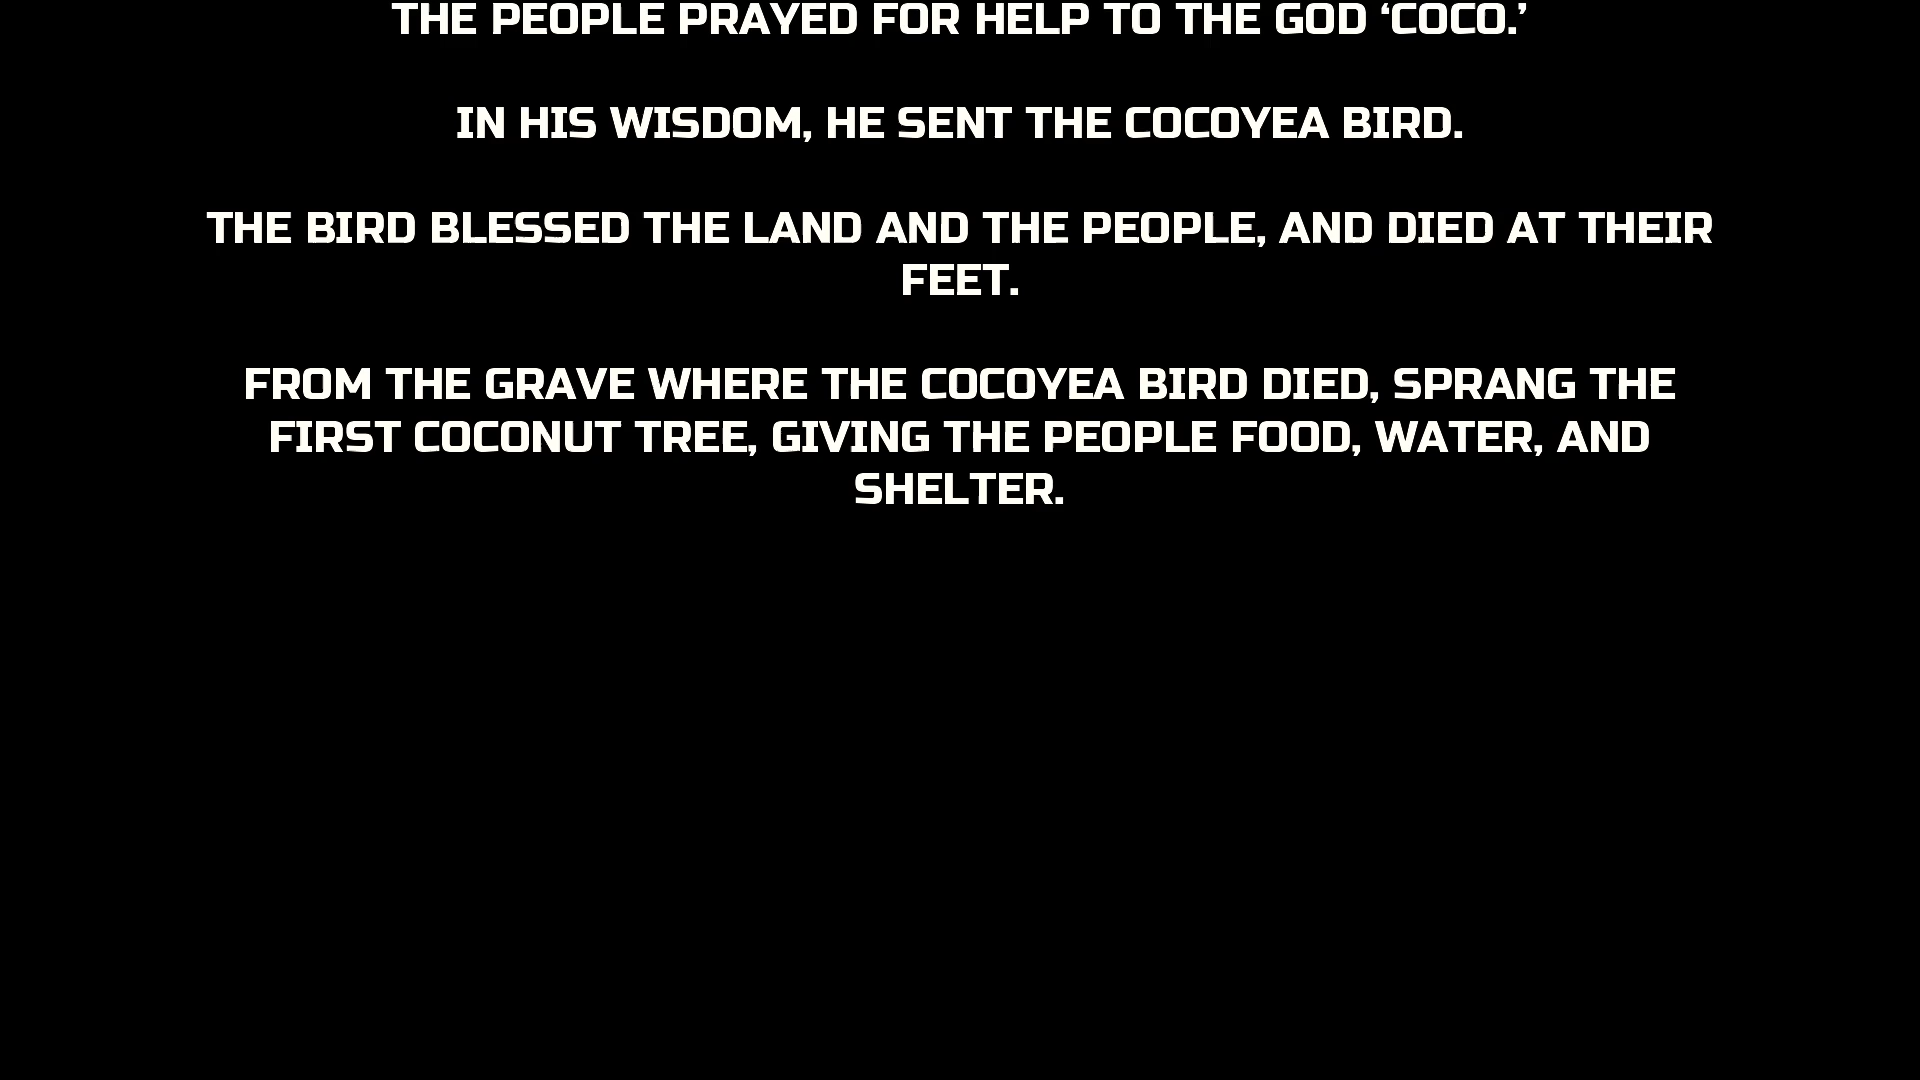 THE PEOPLE PRAYED FOR HELP TO THE GOD ‘COCO.’
IN HIS WISDOM, HE SENT THE COCOYEA BIRD.
THE BIRD BLESSED THE LAND AND THE PEOPLE, AND DIED AT THEIR
FEET.
FROM THE GRAVE WHERE THE COCOYEA BIRD DIED, SPRANG THE
FIRST COCONUT TREE, GIVING THE PEOPLE FOOD, WATER, AND
SHELTER.